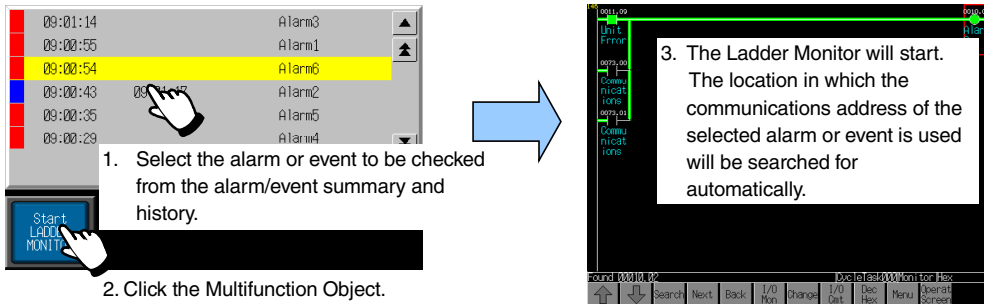 09:01:14 Alarm3
09:00:55 Alarm1
09:00:54 Alarm6
09:00:43 Alarm2
09:00:35 Alarm5
09:00:29 Alarm4
1. Select the alarm or event to be checked
from the alarm/event summary and
history.
Start
2. Click the Multifunction Object.
0011.09
Unit
Error
0073.00
Commu
nicat
ions
0073.01
Commu
nicat
ions
3. The Ladder Monitor will start.
The location in which the
communications address of the
selected alarm or event is used
will be searched for
automatically.
Found 00010.02
Monitor Hex
Search Next Back I/O Mon Change I/O Cmt Dec Hex Menu Operat Screen